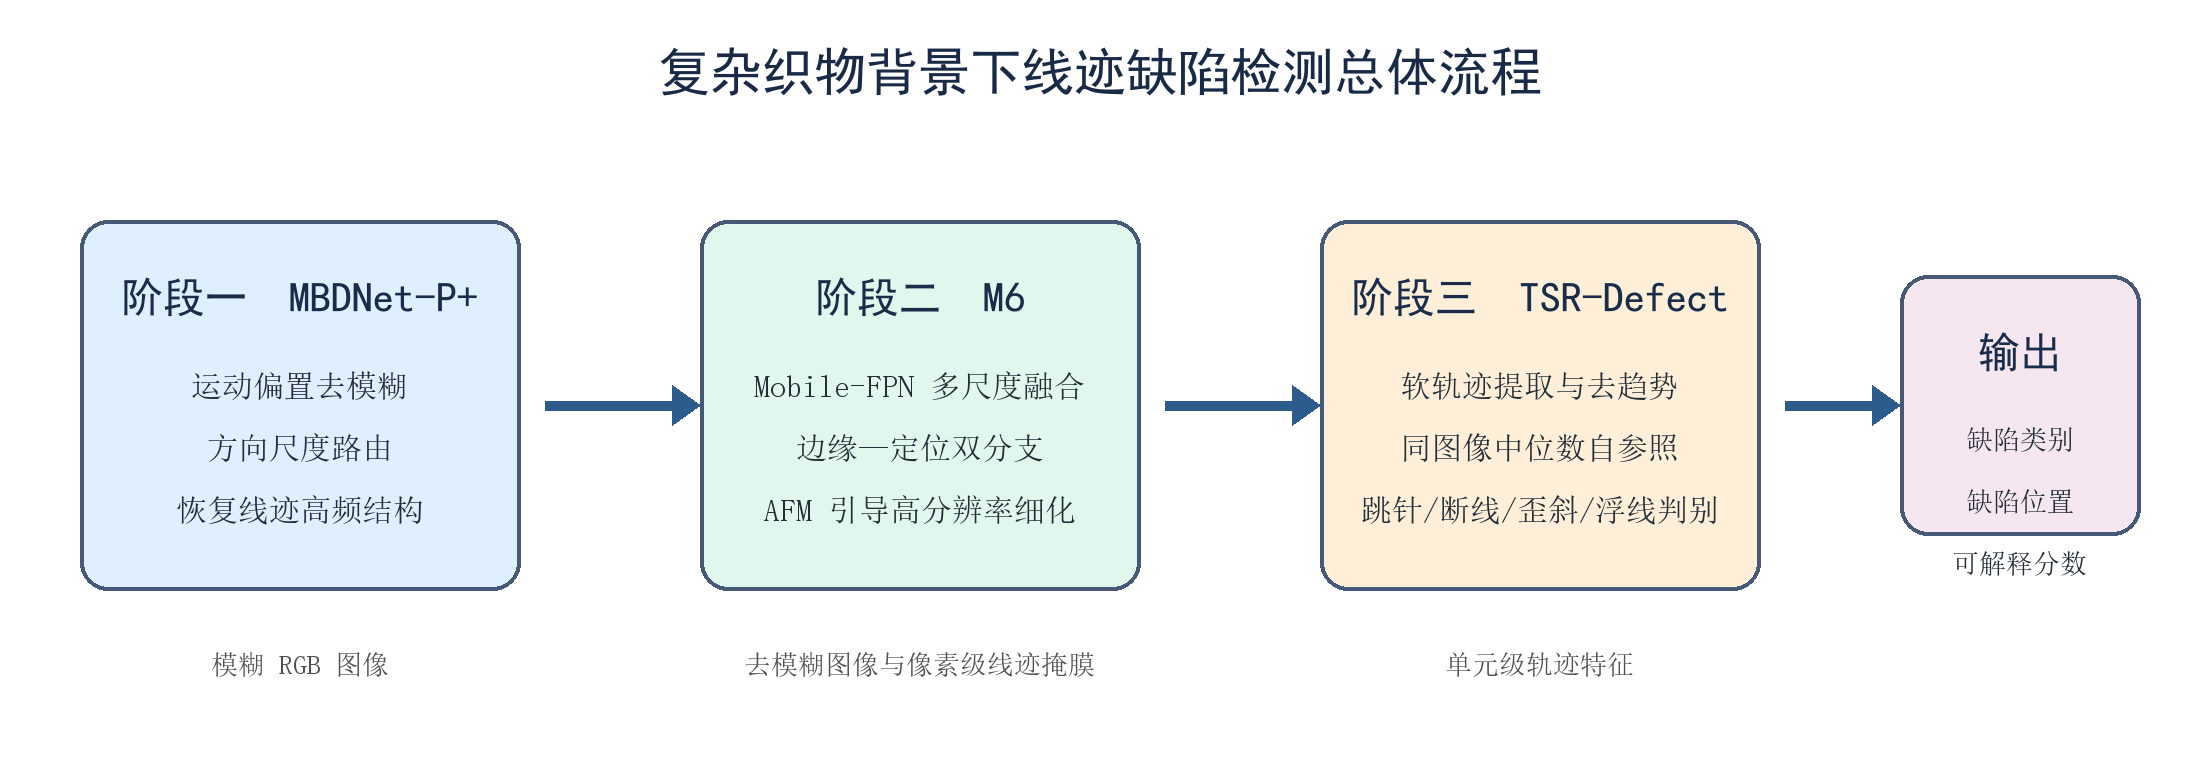 复杂织物背景下线迹缺陷检测总体流程
阶段一 MBDNet-P+
运动偏置去模糊
方向尺度路由
恢复线迹高频结构
模糊 RGB 图像
阶段二 M6
Mobile-FPN 多尺度融合
边缘—定位双分支
AFM 引导高分辨率细化
去模糊图像与像素级线迹掩膜
阶段三 TSR-Defect
软轨迹提取与去趋势
同图像中位数自参照
跳针/断线/歪斜/浮线判别
单元级轨迹特征
输出
缺陷类别
缺陷位置
可解释分数